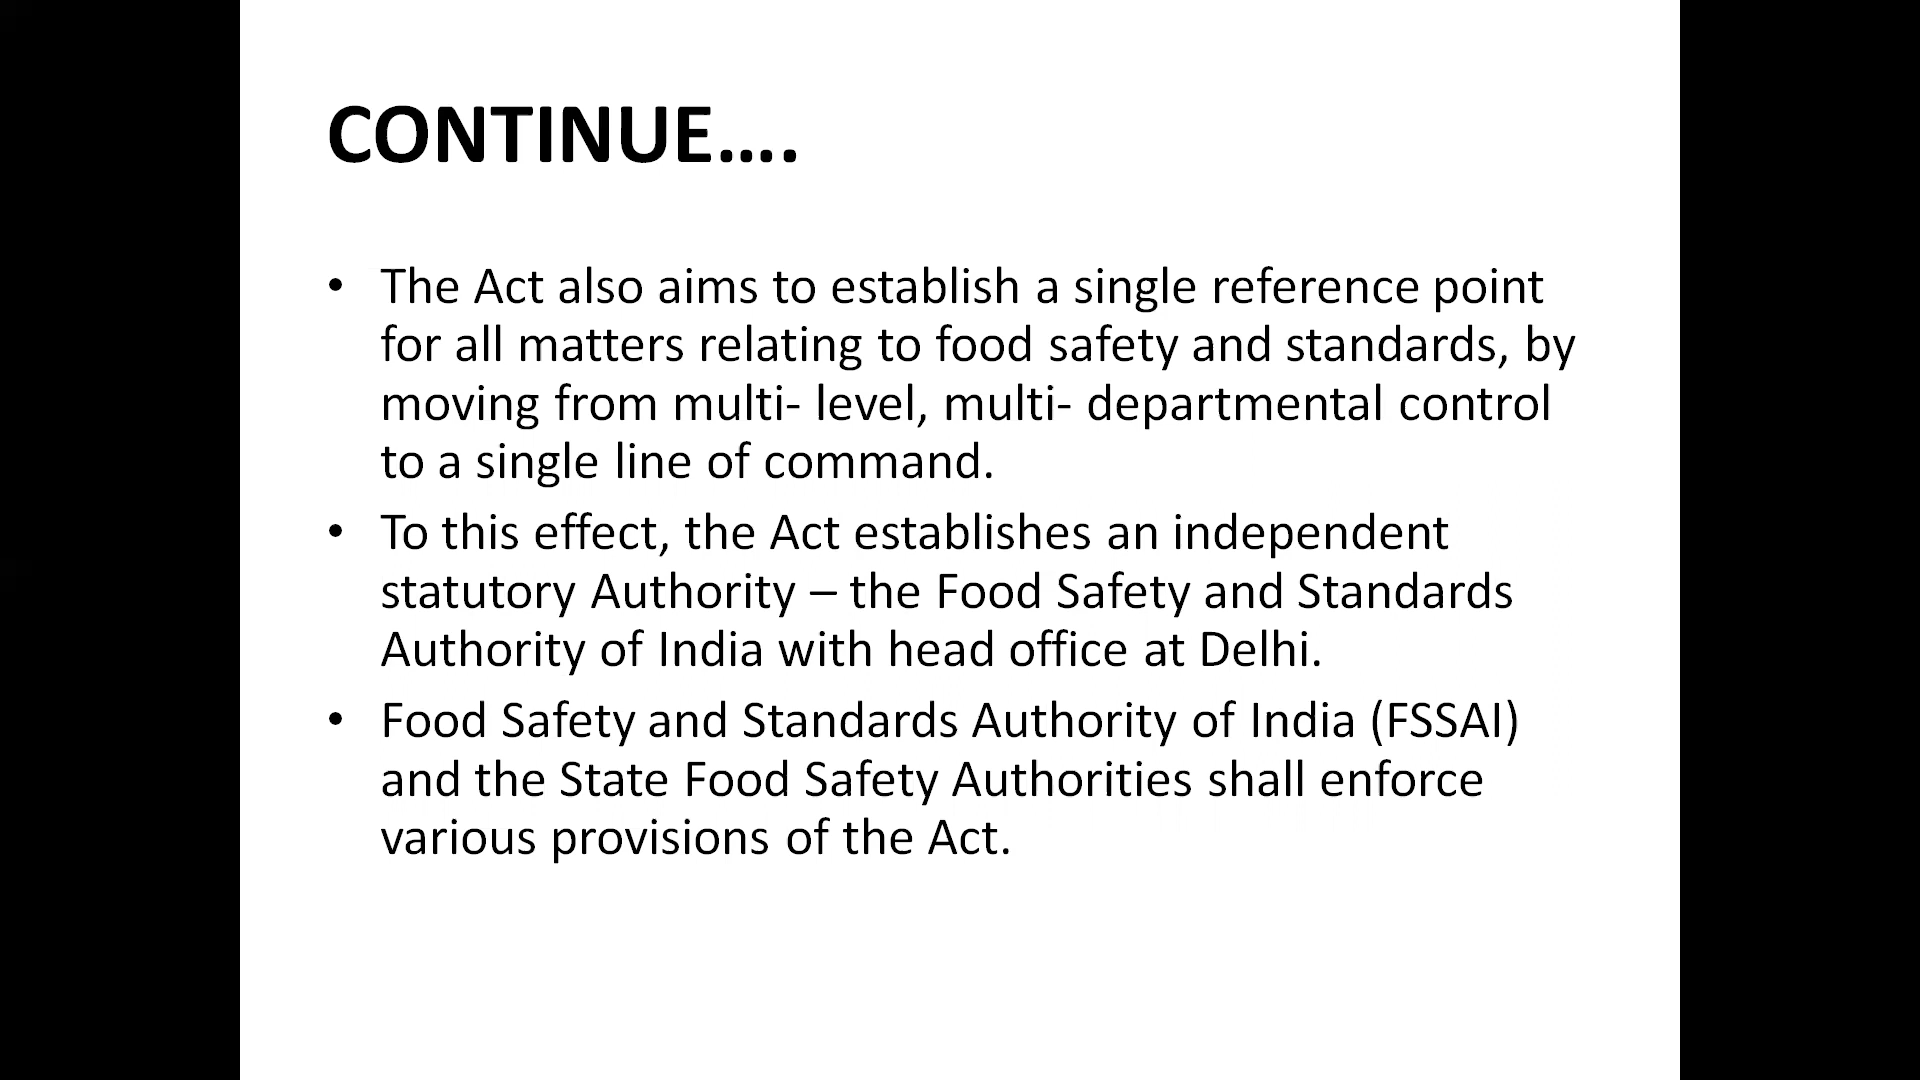 CONTINUE....
• The Act also aims to establish a single reference point
for all matters relating to food safety and standards, by
moving from multi- level, multi- departmental control
to a single line of command.
• To this effect, the Act establishes an independent
statutory Authority – the Food Safety and Standards
Authority of India with head office at Delhi.
• Food Safety and Standards Authority of India (FSSAI)
and the State Food Safety Authorities shall enforce
various provisions of the Act.